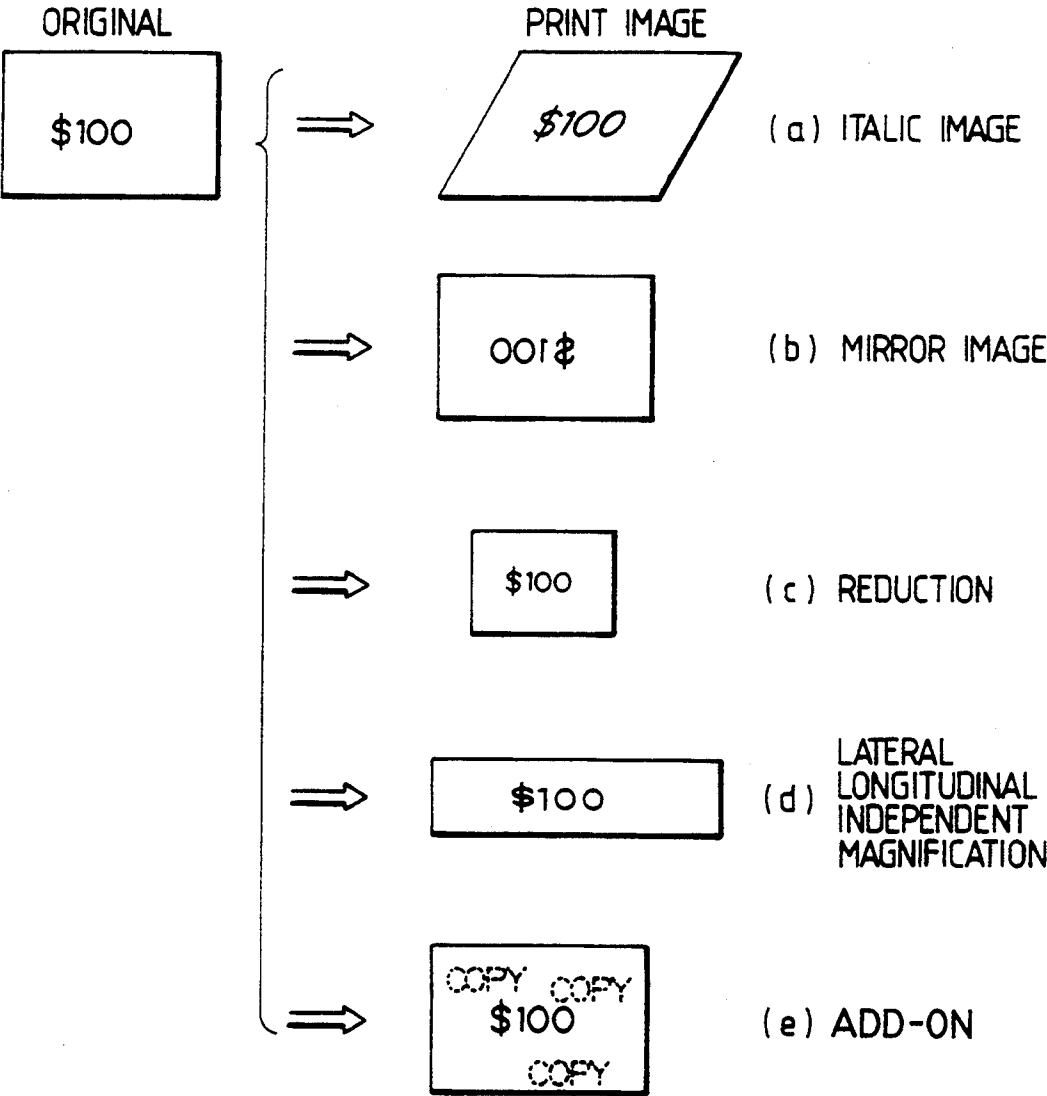 ORIGINAL PRINT IMAGE
$100 $100 (a) ITALIC IMAGE
$100 (b) MIRROR IMAGE
$100 (c) REDUCTION
$100 (d) LATERAL
LONGITUDINAL
INDEPENDENT
MAGNIFICATION
COPY COPY
$100 (e) ADD-ON
COPY